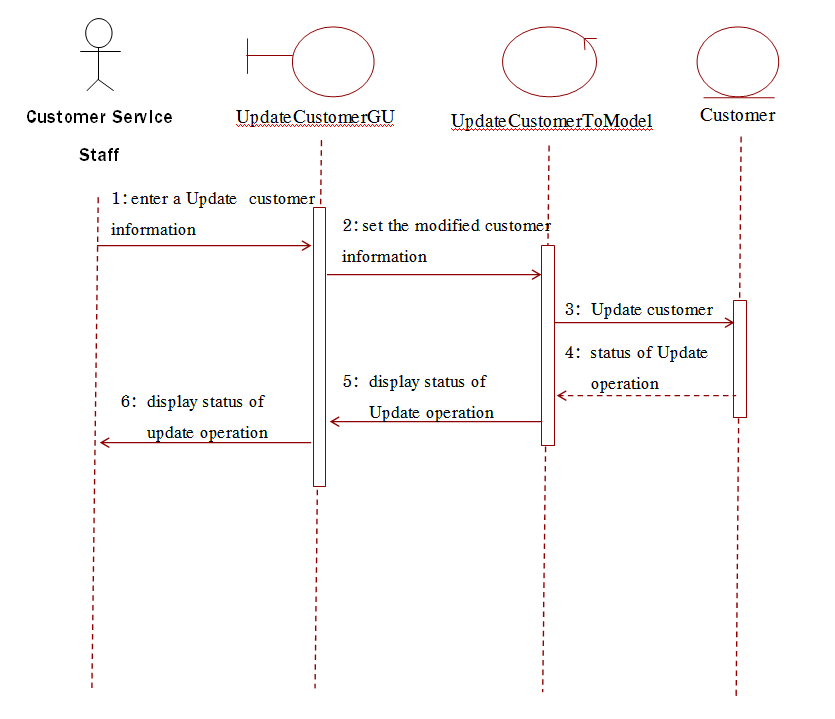 Customer Service
Staff
UpdateCustomerGU
UpdateCustomerToModel
Customer
1: enter a Update customer
information
2: set the modified customer
information
3: Update customer
4: status of Update
operation
5: display status of
Update operation
6: display status of
update operation